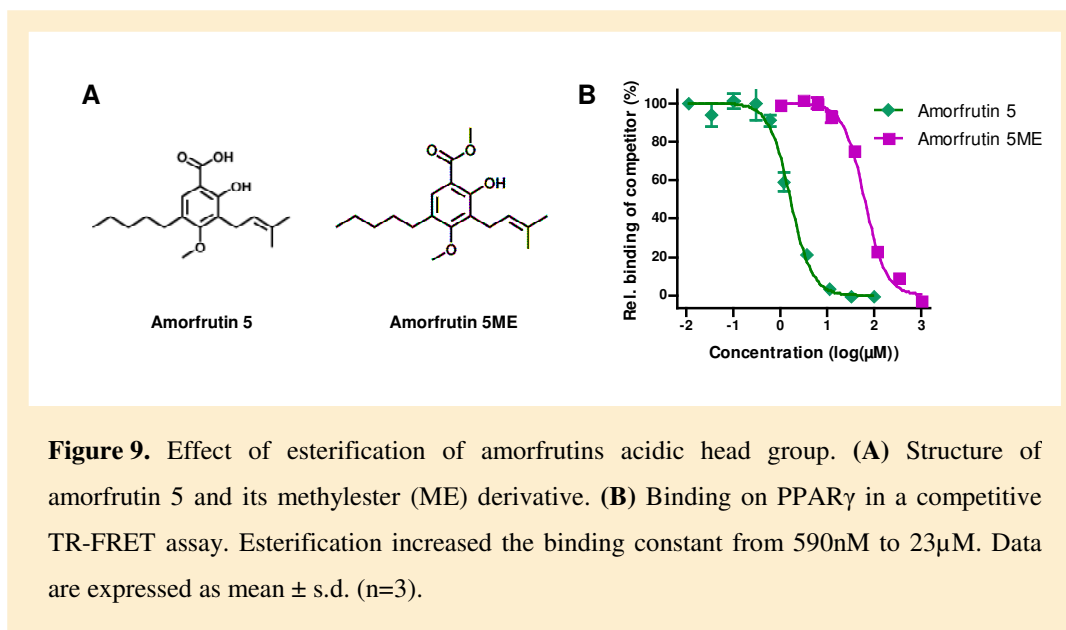 A
B
O
OH
OH
O
Amorfrutin 5
O
O
OH
O
Amorfrutin 5ME
Rel. binding of competitor (%)
100
80
60
40
20
0
-2 -1 0 1 2 3
Concentration (log(µM))
Amorfrutin 5
Amorfrutin 5ME
Figure 9. Effect of esterification of amorfrutins acidic head group. (A) Structure of
amorfrutin 5 and its methylester (ME) derivative. (B) Binding on PPARγ in a competitive
TR-FRET assay. Esterification increased the binding constant from 590nM to 23µM. Data
are expressed as mean ± s.d. (n=3).